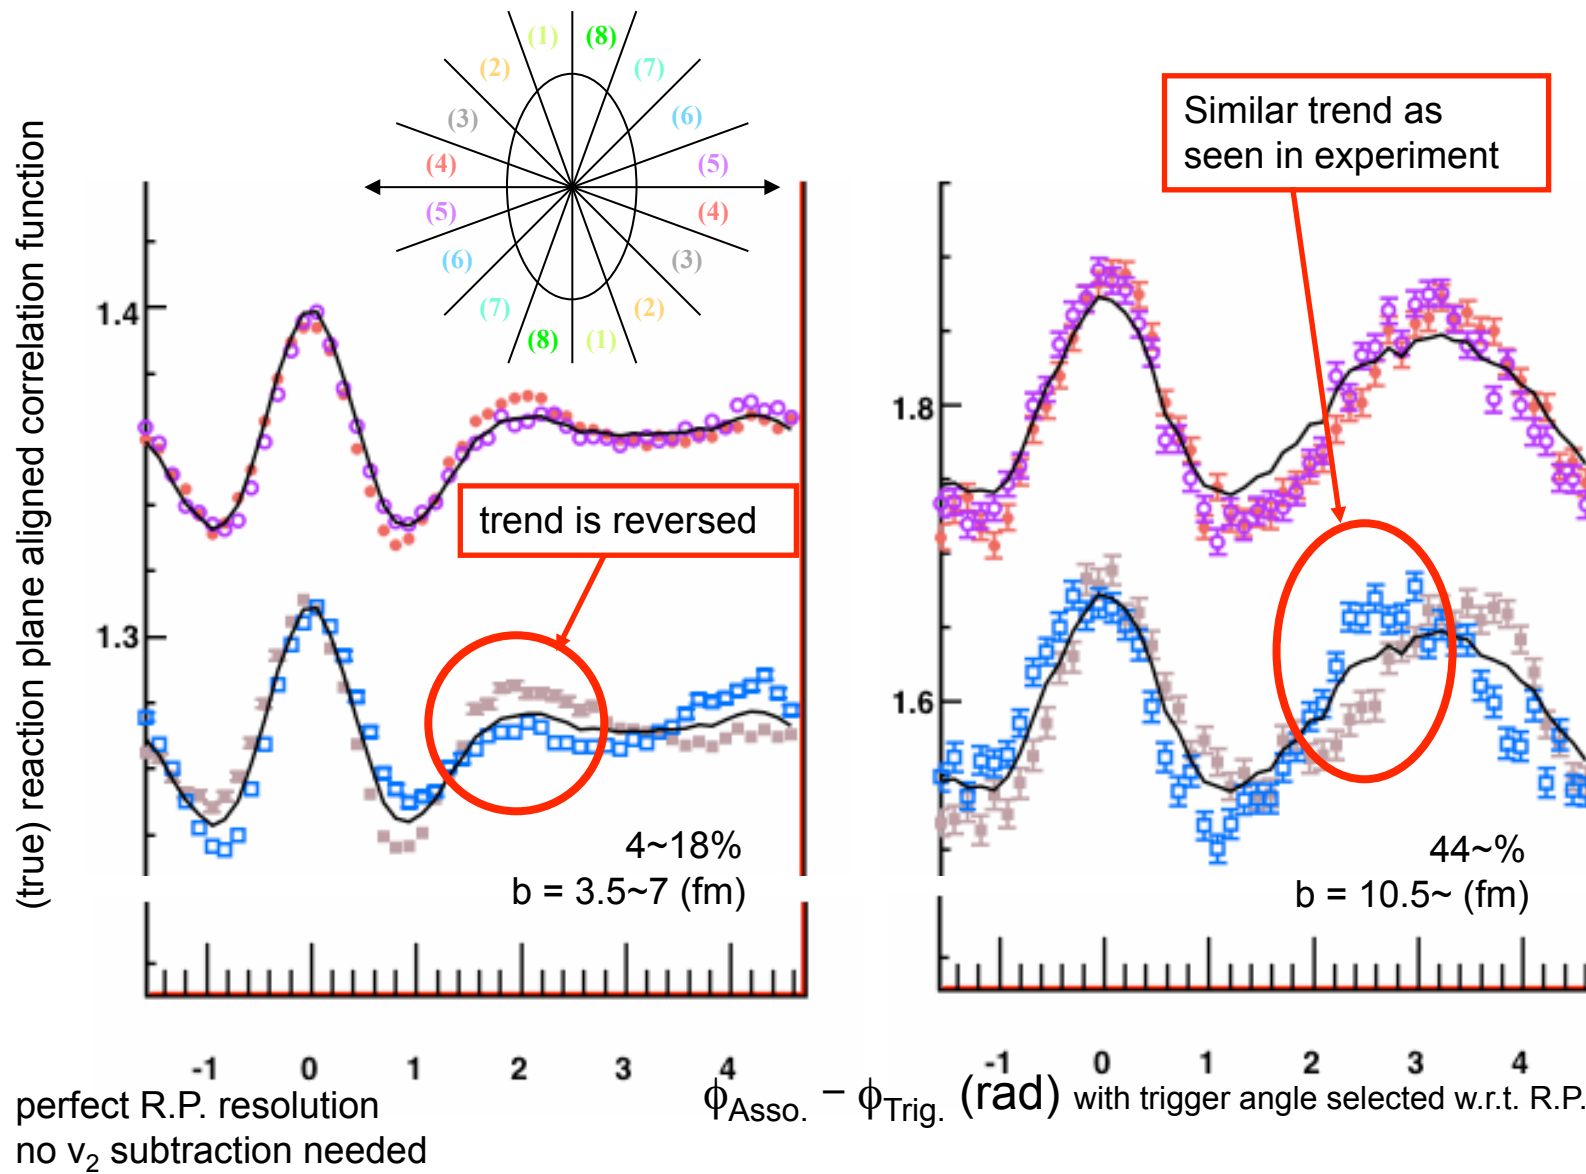 (true) reaction plane aligned correlation function
(1) (8)
(2) (7)
(3) (6)
(4) (5)
(5) (4)
(6) (3)
(7) (2)
(8) (1)
Similar trend as
seen in experiment
1.4
1.3
trend is reversed
4~18%
b = 3.5~7 (fm)
-1 0 1 2 3 4
1.8
1.6
44~%
b = 10.5~ (fm)
-1 0 1 2 3 4
ϕAsso. − ϕTrig. (rad) with trigger angle selected w.r.t. R.P.
perfect R.P. resolution
no v2 subtraction needed